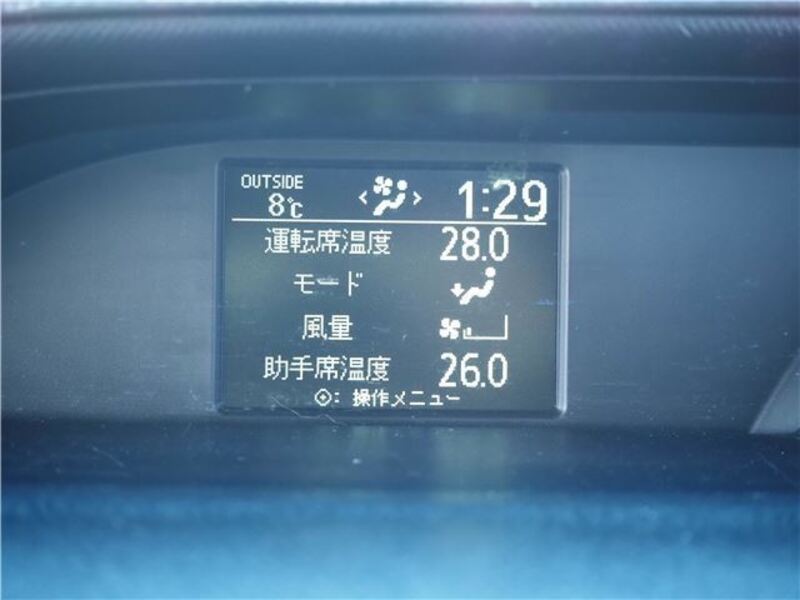 OUTSIDE
8℃ 1:29
運転席温度 28.0
モード
風量
助手席温度 26.0
: 操作メニュー